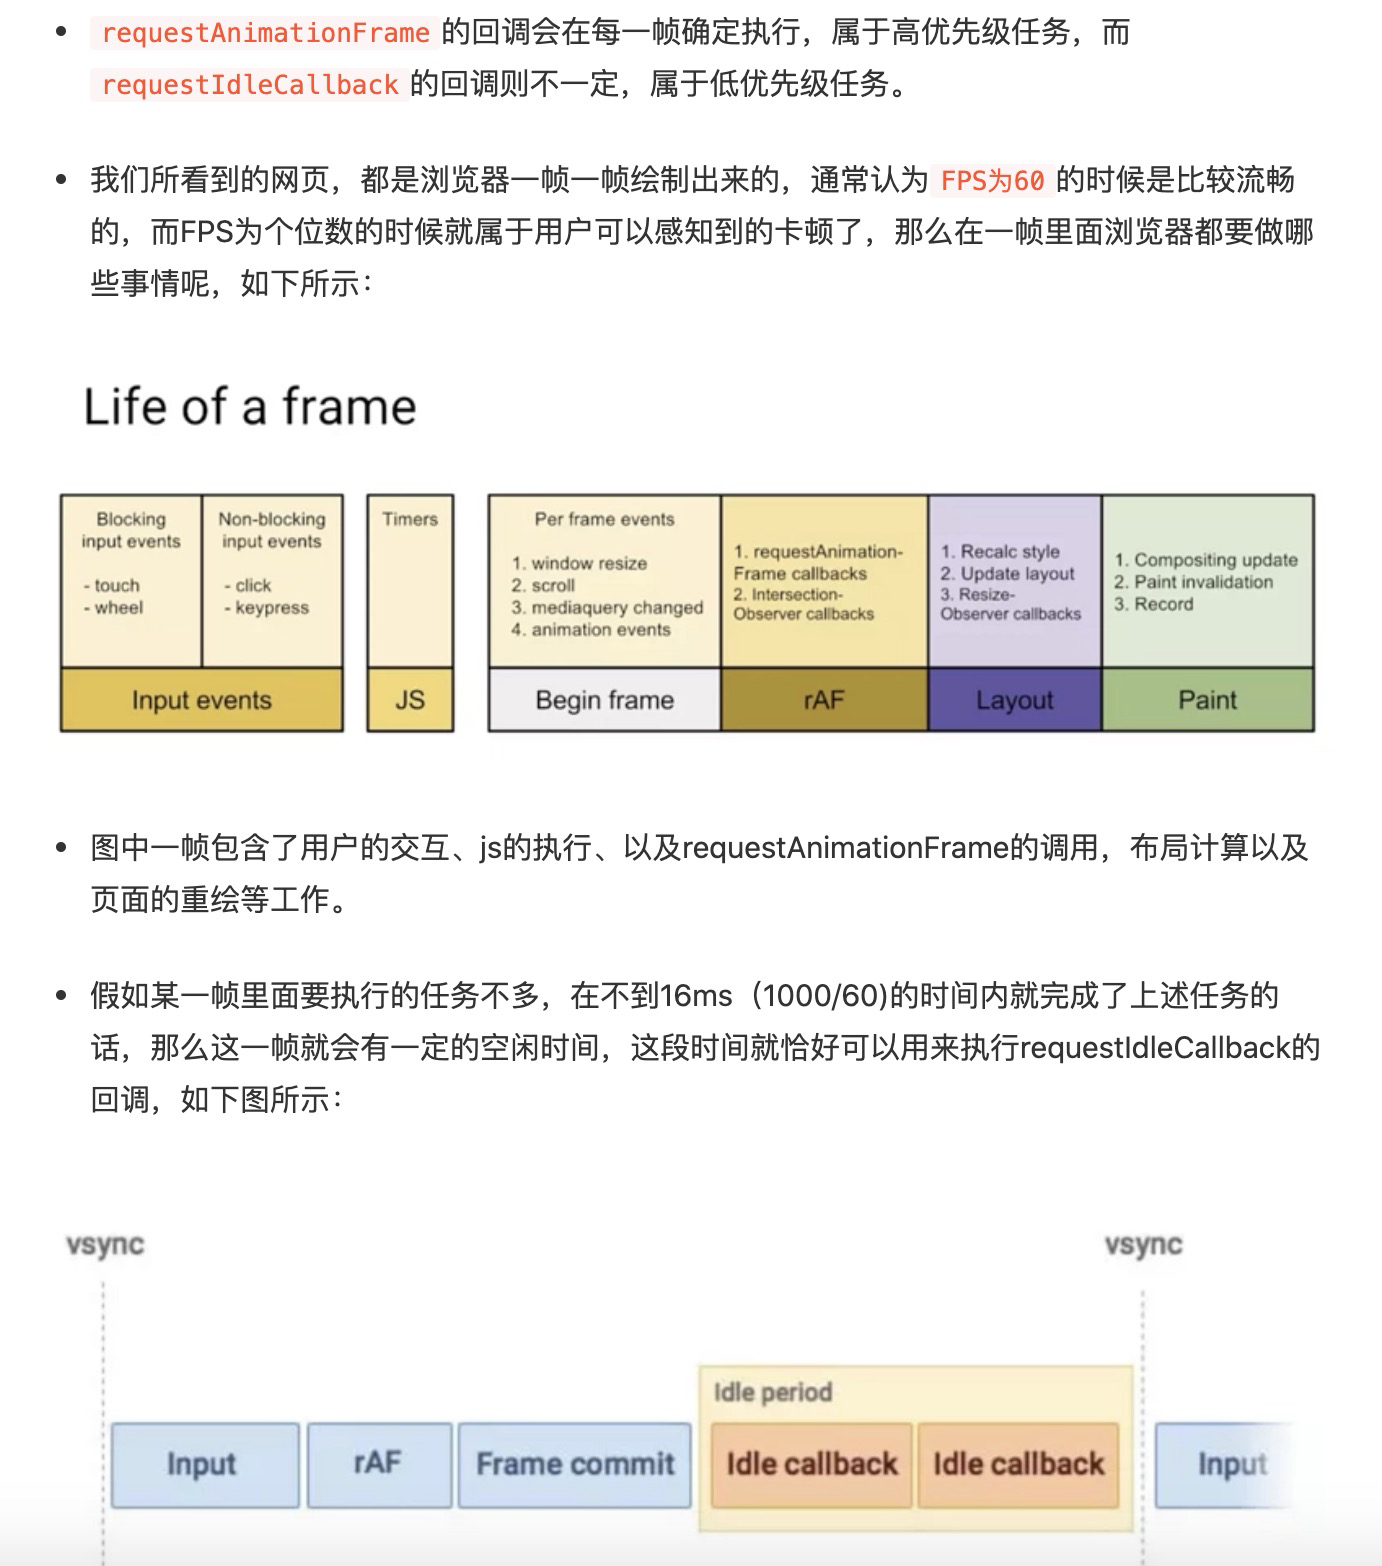 requestAnimationFrame 的回调会在每一帧确定执行，属于高优先级任务，而
requestIdleCallback 的回调则不一定，属于低优先级任务。
我们所看到的网页，都是浏览器一帧一帧绘制出来的，通常认为 FPS为60 的时候是比较流畅
的，而FPS为个位数的时候就属于用户可以感知到的卡顿了，那么在一帧里面浏览器都要做哪
些事情呢，如下所示：
Life of a frame
Blocking
input events
- touch
- wheel
Non-blocking
input events
- click
- keypress
Input events
Timers
JS
Per frame events
1. window resize
2. scroll
3. mediaquery changed
4. animation events
Begin frame
1. requestAnimation-
Frame callbacks
2. Intersection-
Observer callbacks
rAF
1. Recalc style
2. Update layout
3. Resize-
Observer callbacks
Layout
1. Compositing update
2. Paint invalidation
3. Record
Paint
图中一帧包含了用户的交互、js的执行、以及requestAnimationFrame的调用，布局计算以及
页面的重绘等工作。
假如某一帧里面要执行的任务不多，在不到16ms（1000/60)的时间内就完成了上述任务的
话，那么这一帧就会有一定的空闲时间，这段时间就恰好可以用来执行requestIdleCallback的
回调，如下图所示：
vsync
vsync
Idle period
Input
rAF
Frame commit
Idle callback
Idle callback
Input